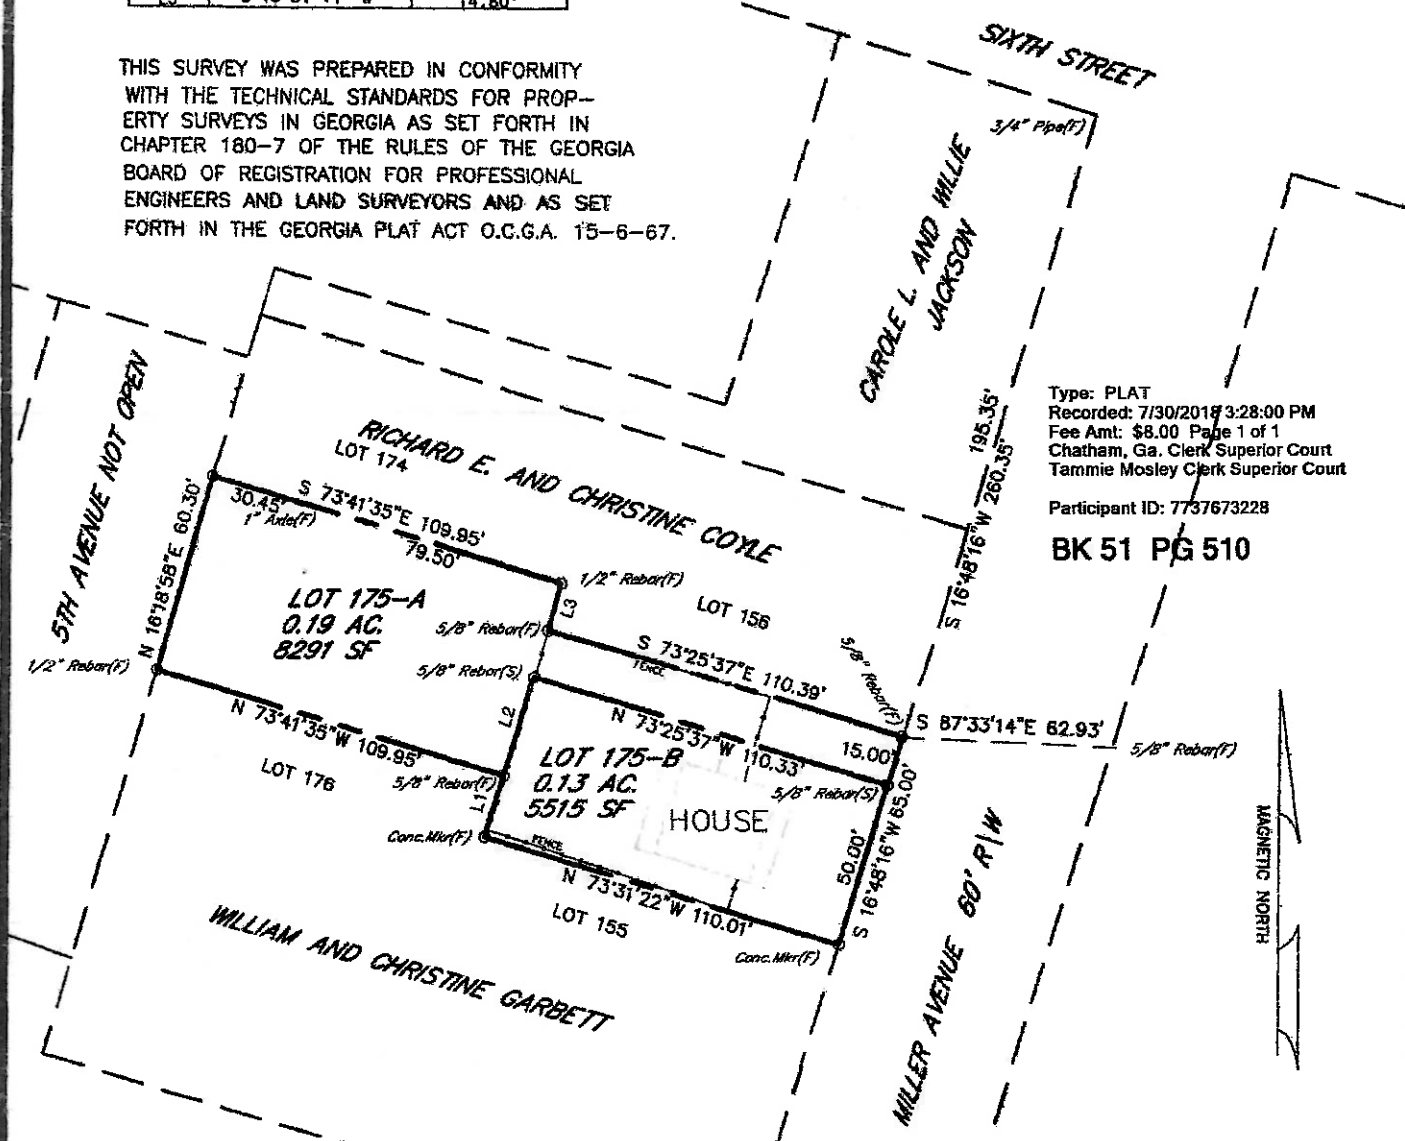 14.80'
THIS SURVEY WAS PREPARED IN CONFORMITY
WITH THE TECHNICAL STANDARDS FOR PROP-
ERTY SURVEYS IN GEORGIA AS SET FORTH IN
CHAPTER 180-7 OF THE RULES OF THE GEORGIA
BOARD OF REGISTRATION FOR PROFESSIONAL
ENGINEERS AND LAND SURVEYORS AND AS SET
FORTH IN THE GEORGIA PLAT ACT O.C.G.A. 15-6-67.
SIXTH STREET
3/4" Pipe(F)
CAROLE L. AND WILLIE
JACKSON
195.35'
S 16°48'16"W 260.35'
Type: PLAT
Recorded: 7/30/2018 3:28:00 PM
Fee Amt: $8.00 Page 1 of 1
Chatham, Ga. Clerk Superior Court
Tammie Mosley Clerk Superior Court
Participant ID: 7737673228
BK 51 PG 510
5TH AVENUE NOT OPEN
RICHARD E. AND CHRISTINE COYLE
LOT 174
N 16°18'58"E 60.30'
30.45'
1" Axle(F)
S 73°41'35"E 109.95'
79.50'
1/2" Rebar(F)
L3
LOT 156
LOT 175-A
0.19 AC.
8291 SF
5/8" Rebar(F)
5/8" Rebar(S)
S 73°25'37"E 110.39'
FENCE
5/8" Rebar(F)
1/2" Rebar(F)
N 73°41'35"W 109.95'
LOT 176
L2
N 73°25'37"W 110.33'
15.00'
S 87°33'14"E 62.93'
5/8" Rebar(F)
5/8" Rebar(F)
LOT 175-B
0.13 AC.
5515 SF
HOUSE
5/8" Rebar(S)
L1
Conc.Mkr(F)
FENCE
N 73°31'22"W 110.01'
LOT 155
50.00'
S 16°48'16"W 65.00'
Conc.Mkr(F)
WILLIAM AND CHRISTINE GARBETT
MILLER AVENUE 60' R\W
MAGNETIC NORTH